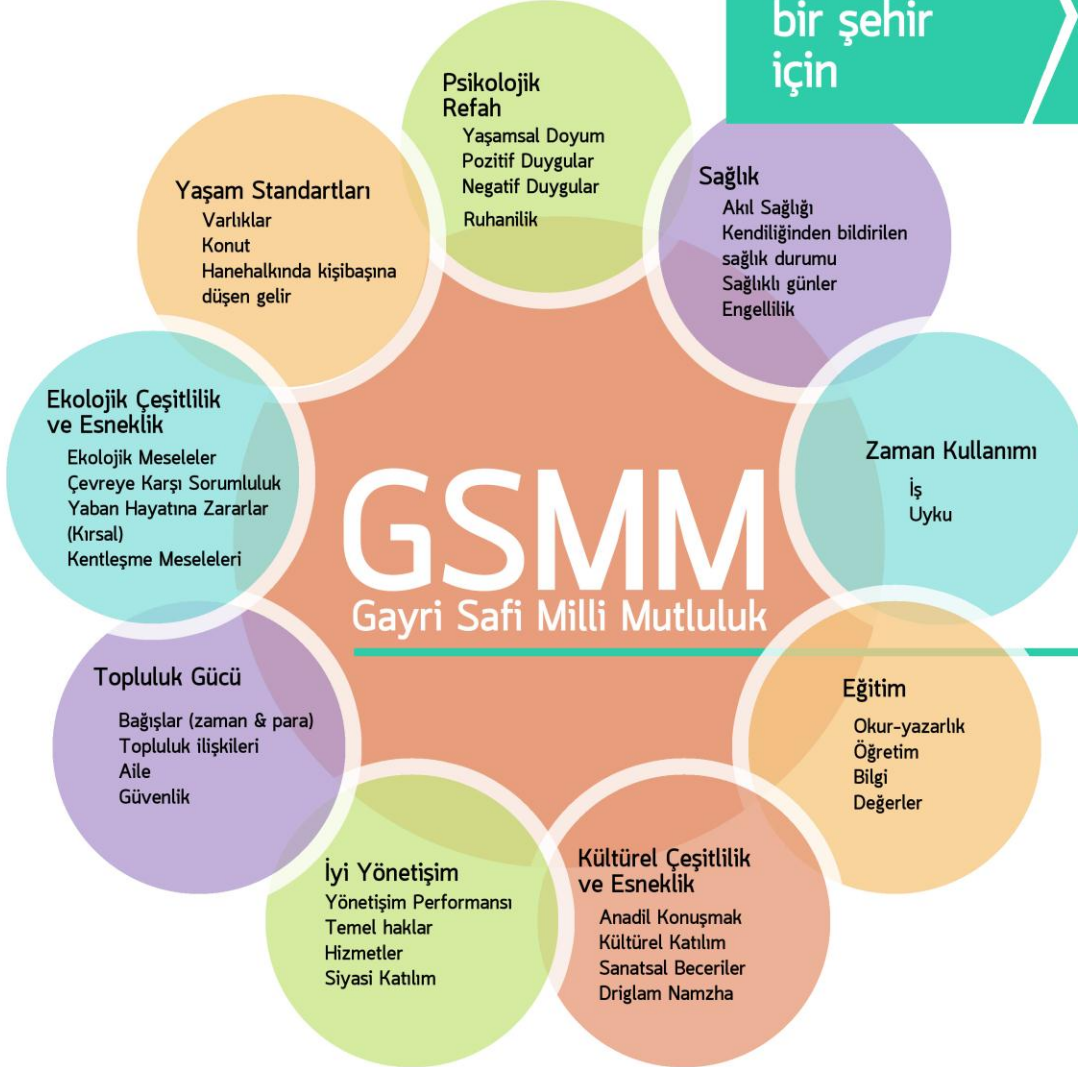 bir şehir
için
Psikolojik
Refah
Yaşamsal Doyum
Pozitif Duygular
Negatif Duygular
Ruhanilik
Sağlık
Akıl Sağlığı
Kendiliğinden bildirilen
sağlık durumu
Sağlıklı günler
Engellilik
Zaman Kullanımı
İş
Uyku
Eğitim
Okur-yazarlık
Öğretim
Bilgi
Değerler
Kültürel Çeşitlilik
ve Esneklik
Anadil Konuşmak
Kültürel Katılım
Sanatsal Beceriler
Driglam Namzha
İyi Yönetişim
Yönetişim Performansı
Temel haklar
Hizmetler
Siyasi Katılım
Topluluk Gücü
Bağışlar (zaman & para)
Topluluk ilişkileri
Aile
Güvenlik
Ekolojik Çeşitlilik
ve Esneklik
Ekolojik Meseleler
Çevreye Karşı Sorumluluk
Yaban Hayatına Zararlar
(Kırsal)
Kentleşme Meseleleri
Yaşam Standartları
Varlıklar
Konut
Hanehalkında kişibaşına
düşen gelir
GSMM
Gayri Safi Milli Mutluluk